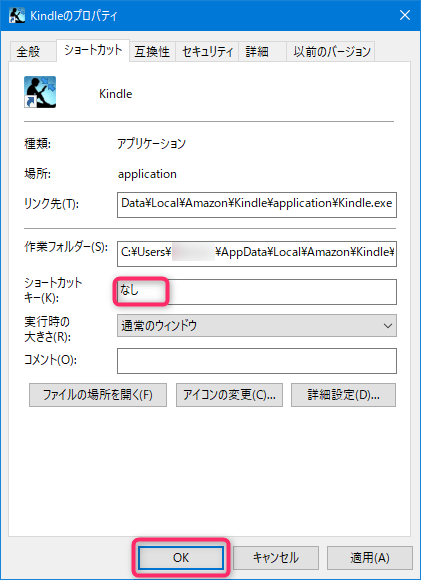 Kindleのプロパティ
全般 ショートカット 互換性 セキュリティ 詳細 以前のバージョン
Kindle
種類: アプリケーション
場所: application
リンク先(T): Data¥Local¥Amazon¥Kindle¥application¥Kindle.exe
作業フォルダー(S): C:¥Users¥ ¥AppData¥Local¥Amazon¥Kindle¥
ショートカット
キー(K): なし
実行時の
大きさ(R): 通常のウィンドウ
コメント(O):
ファイルの場所を開く(F) アイコンの変更(C)... 詳細設定(D)...
OK キャンセル 適用(A)